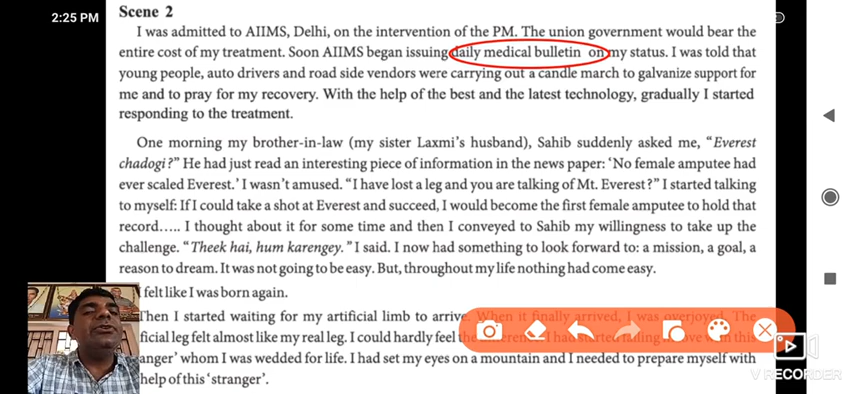 2:25 PM
Scene 2
I was admitted to AIIMS, Delhi, on the intervention of the PM. The union government would bear the
entire cost of my treatment. Soon AIIMS began issuing daily medical bulletin on my status. I was told that
young people, auto drivers and road side vendors were carrying out a candle march to galvanize support for
me and to pray for my recovery. With the help of the best and the latest technology, gradually I started
responding to the treatment.
One morning my brother-in-law (my sister Laxmi's husband), Sahib suddenly asked me, "Everest
chadogi?" He had just read an interesting piece of information in the news paper: 'No female amputee had
ever scaled Everest.' I wasn't amused. "I have lost a leg and you are talking of Mt. Everest?" I started talking
to myself: If I could take a shot at Everest and succeed, I would become the first female amputee to hold that
record..... I thought about it for some time and then I conveyed to Sahib my willingness to take up the
challenge. "Theek hai, hum karengey." I said. I now had something to look forward to: a mission, a goal, a
reason to dream. It was not going to be easy. But, throughout my life nothing had come easy.
I felt like I was born again.
Then I started waiting for my artificial limb to arrive. When it finally arrived, I was overjoyed. The
ficial leg felt almost like my real leg. I could hardly feel the difference. I had started falling in love with this
anger' whom I was wedded for life. I had set my eyes on a mountain and I needed to prepare myself with
help of this 'stranger'.
V RECORDER